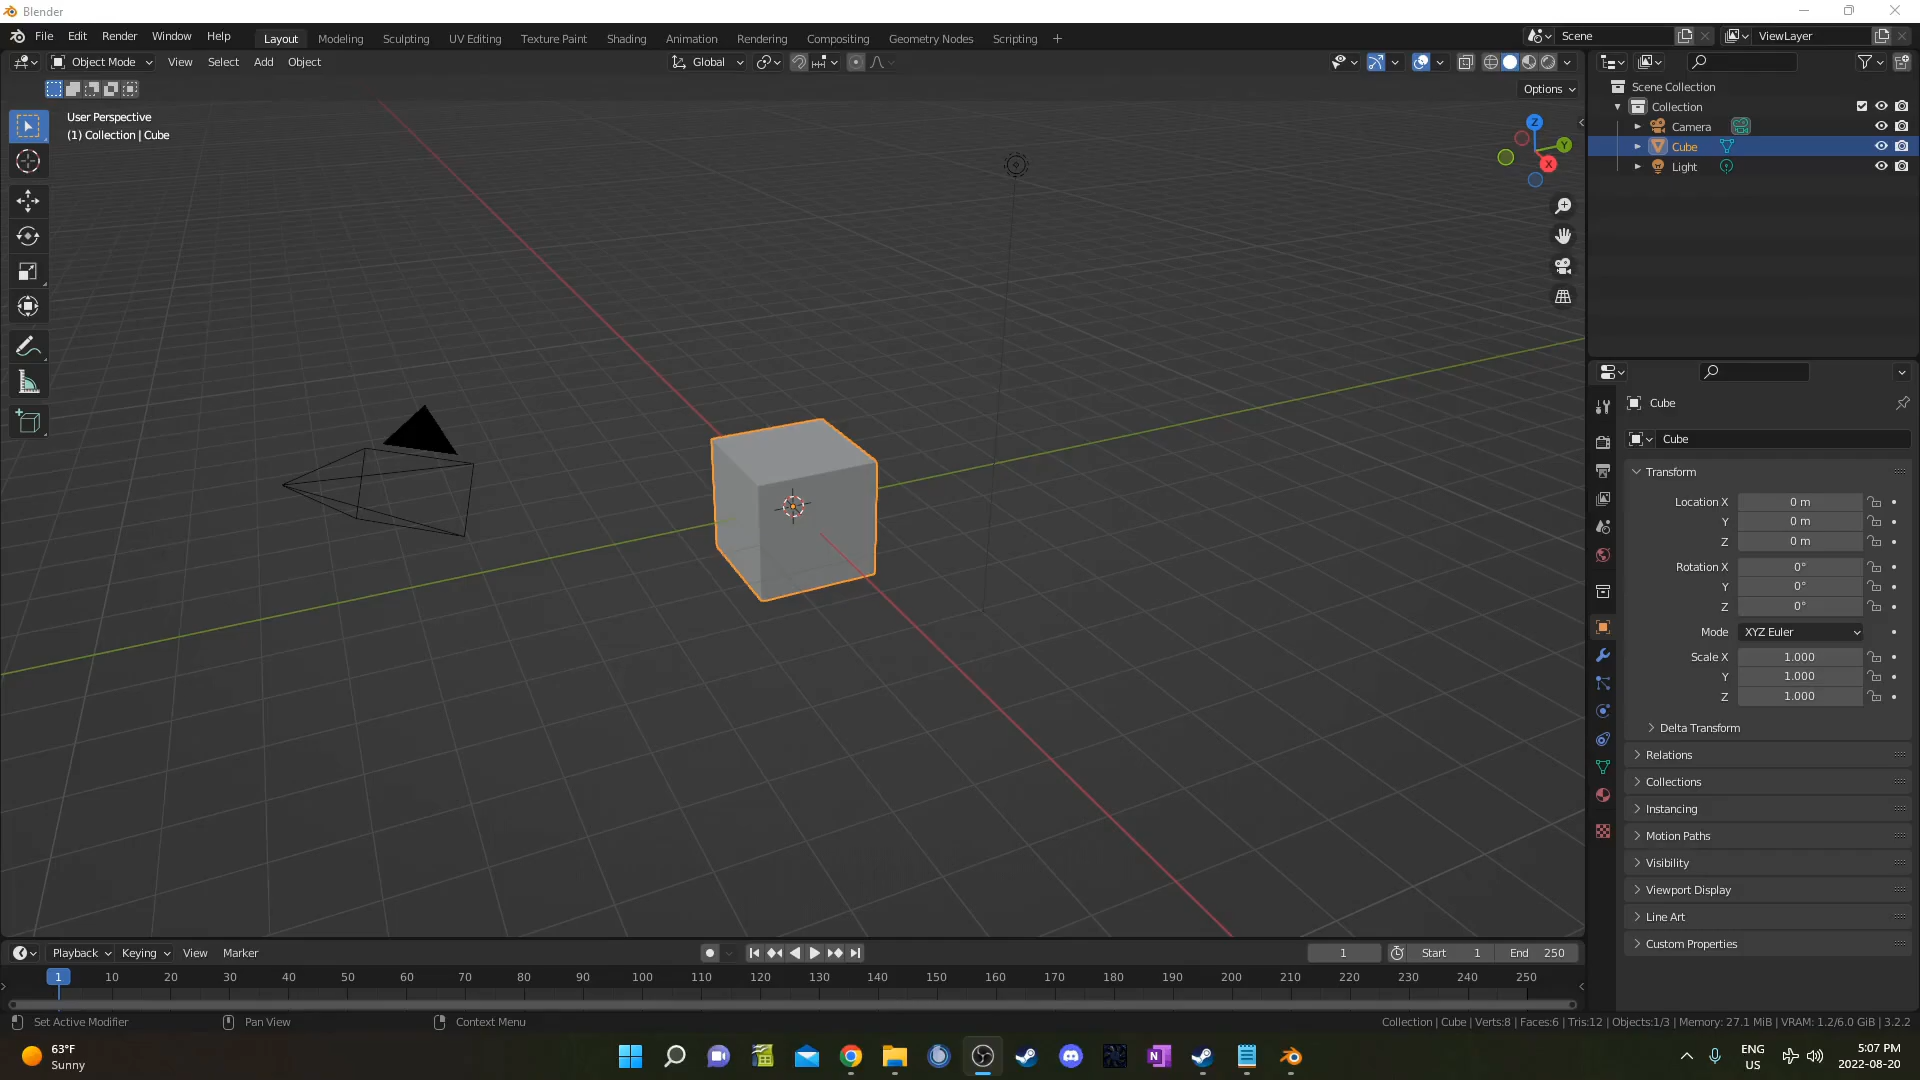 Blender
File Edit Render Window Help Layout Modeling Sculpting UV Editing Texture Paint Shading Animation Rendering Compositing Geometry Nodes Scripting + Scene ViewLayer
Object Mode View Select Add Object Global
Options
User Perspective
(1) Collection | Cube
Z
Y
X
Scene Collection
Collection
Camera
Cube
Light
Cube
Cube
Transform
Location X 0 m
Y 0 m
Z 0 m
Rotation X 0°
Y 0°
Z 0°
Mode XYZ Euler
Scale X 1.000
Y 1.000
Z 1.000
Delta Transform
Relations
Collections
Instancing
Motion Paths
Visibility
Viewport Display
Line Art
Custom Properties
Playback Keying View Marker 1 Start 1 End 250
1 10 20 30 40 50 60 70 80 90 100 110 120 130 140 150 160 170 180 190 200 210 220 230 240 250
Set Active Modifier Pan View Context Menu Collection | Cube | Verts:8 | Faces:6 | Tris:12 | Objects:1/3 | Memory: 27.1 MiB | VRAM: 1.2/6.0 GiB | 3.2.2
63°F
Sunny
N
ENG
US
5:07 PM
2022-08-20